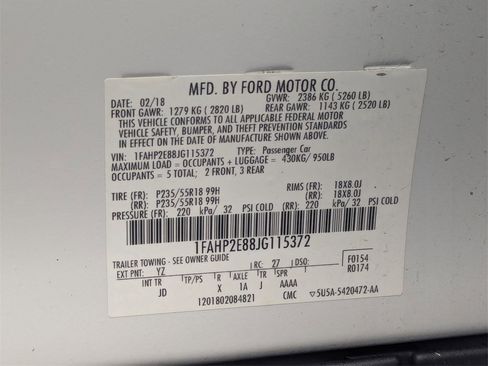 MFD. BY FORD MOTOR CO.
DATE: 02/18 GVWR: 2386 KG ( 5260 LB)
FRONT GAWR: 1279 KG ( 2820 LB) REAR GAWR: 1143 KG ( 2520 LB)
THIS VEHICLE CONFORMS TO ALL APPLICABLE FEDERAL MOTOR
VEHICLE SAFETY, BUMPER, AND THEFT PREVENTION STANDARDS
IN EFFECT ON THE DATE OF MANUFACTURE SHOWN ABOVE.
VIN: 1FAHP2E88JG115372 TYPE: Passenger Car
MAXIMUM LOAD = OCCUPANTS + LUGGAGE = 430KG/ 950LB
OCCUPANTS = 5 TOTAL; 2 FRONT, 3 REAR
TIRE (FR): P235/55R18 99H RIMS (FR): 18X8.0J
(RR): P235/55R18 99H (RR): 18X8.0J
PRESSURE (FR): 220 kPa/ 32 PSI COLD (RR): 220 kPa/ 32 PSI COLD
1FAHP2E88JG115372
TRAILER TOWING - SEE OWNER GUIDE
EXT PNT: YZ RC: 27 DSO: F0154
INT TR TP/PS R AXLE TR SPR R0174
JD X 1A J AAAA
1201802084821 CMC 5U5A-5420472-AA